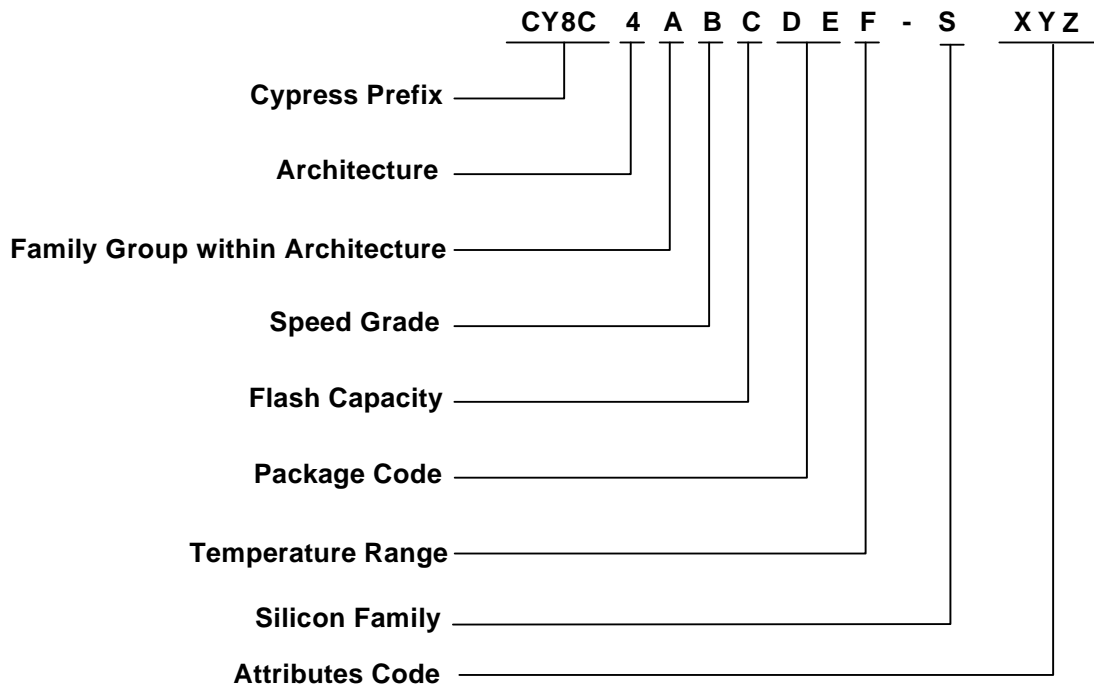 CY8C 4 A B C D E F - S X Y Z
Cypress Prefix
Architecture
Family Group within Architecture
Speed Grade
Flash Capacity
Package Code
Temperature Range
Silicon Family
Attributes Code